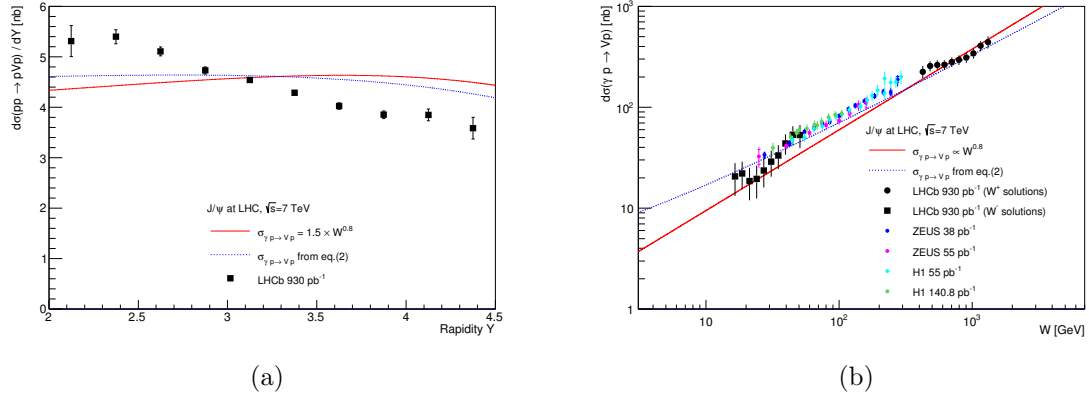 dσ(pp → pVp) / dY [nb]
6
5
4
3
2
1
0
2
2.5
3
3.5
4
4.5
Rapidity Y
J/ψ at LHC, √s=7 TeV
σγ p→ V p = 1.5 × W^0.8
σγ p→ V p from eq.(2)
LHCb 930 pb⁻¹
(a)
dσ(γ p → Vp) [nb]
10³
10²
10
1
10
10²
10³
W [GeV]
J/ψ at LHC, √s=7 TeV
σγ p→ V p ∝ W^0.8
σγ p→ V p from eq.(2)
LHCb 930 pb⁻¹ (W⁺ solutions)
LHCb 930 pb⁻¹ (W⁻ solutions)
ZEUS 38 pb⁻¹
ZEUS 55 pb⁻¹
H1 55 pb⁻¹
H1 140.8 pb⁻¹
(b)